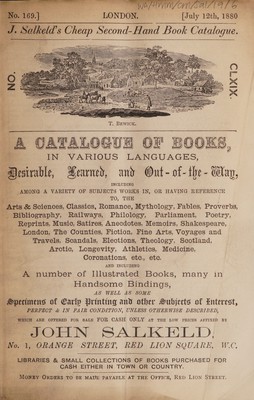 No. 169.] LONDON. [July 12th, 1880
J. Salkeld's Cheap Second-Hand Book Catalogue.
NO.
CLXIX.
T. Bewick.
A CATALOGUE OF BOOKS,
IN VARIOUS LANGUAGES,
Desirable, Learned, and Out-of-the-Way,
INCLUDING
AMONG A VARIETY OF SUBJECTS WORKS IN, OR HAVING REFERENCE
TO, THE
Arts & Sciences, Classics, Romance, Mythology, Fables, Proverbs,
Bibliography, Railways, Philology, Parliament, Poetry,
Reprints, Music, Satires, Anecdotes, Memoirs, Shakespeare,
London, The Counties, Fiction, Fine Arts, Voyages and
Travels, Scandals, Elections, Theology, Scotland,
Arctic, Longevity, Athletics, Medicine,
Coronations, etc., etc.
AND INCLUDING
A number of Illustrated Books, many in
Handsome Bindings,
AS WELL AS SOME
Specimens of Early Printing and other Subjects of Interest,
PERFECT & IN FAIR CONDITION, UNLESS OTHERWISE DESCRIBED,
WHICH ARE OFFERED FOR SALE FOR CASH ONLY AT THE LOW PRICES AFFIXED BY
JOHN SALKELD,
No. 1, ORANGE STREET, RED LION SQUARE, W.C.
LIBRARIES & SMALL COLLECTIONS OF BOOKS PURCHASED FOR
CASH EITHER IN TOWN OR COUNTRY.
Money Orders to be made payable at the Office, Red Lion Street.